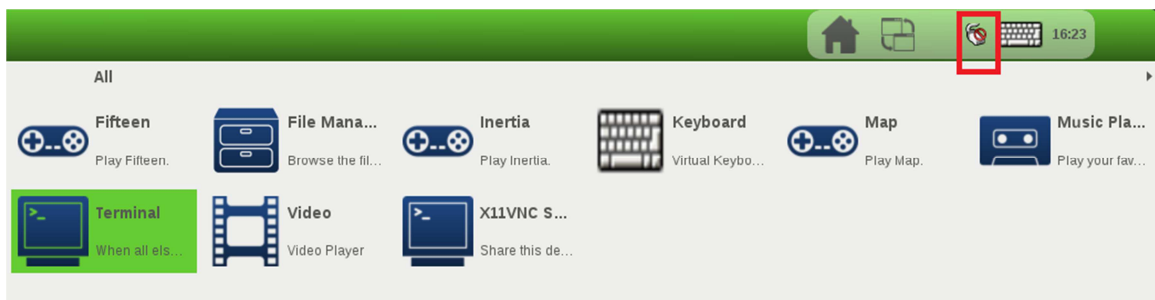 16:23
All
Fifteen
Play Fifteen.
File Mana...
Browse the fil...
Inertia
Play Inertia.
Keyboard
Virtual Keybo...
Map
Play Map.
Music Pla...
Play your fav...
Terminal
When all els...
Video
Video Player
X11VNC S...
Share this de...